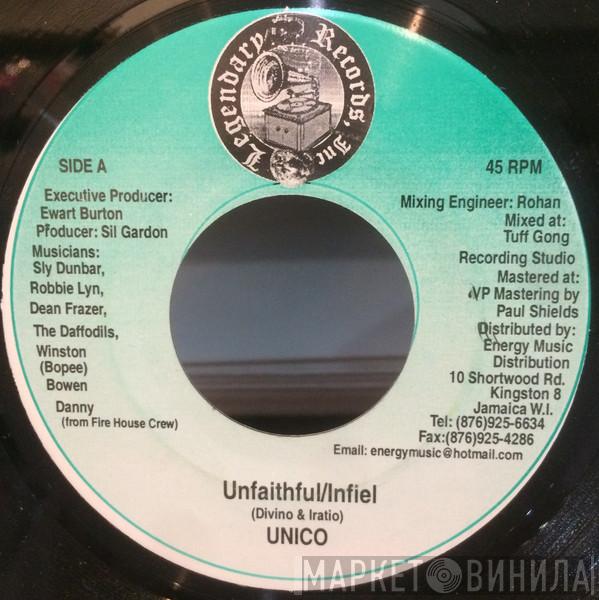 Legendary Records, Inc
SIDE A
Executive Producer:
Ewart Burton
Producer: Sil Gardon
Musicians:
Sly Dunbar,
Robbie Lyn,
Dean Frazer,
The Daffodils,
Winston
(Bopee)
Bowen
Danny
(from Fire House Crew)
45 RPM
Mixing Engineer: Rohan
Mixed at:
Tuff Gong
Recording Studio
Mastered at:
VP Mastering by
Paul Shields
Distributed by:
Energy Music
Distribution
10 Shortwood Rd.
Kingston 8
Jamaica W.I.
Tel: (876)925-6634
Fax:(876)925-4286
Email: energymusic@hotmail.com
Unfaithful/Infiel
(Divino & Iratio)
UNICO
МАРКЕТ ВИНИЛА